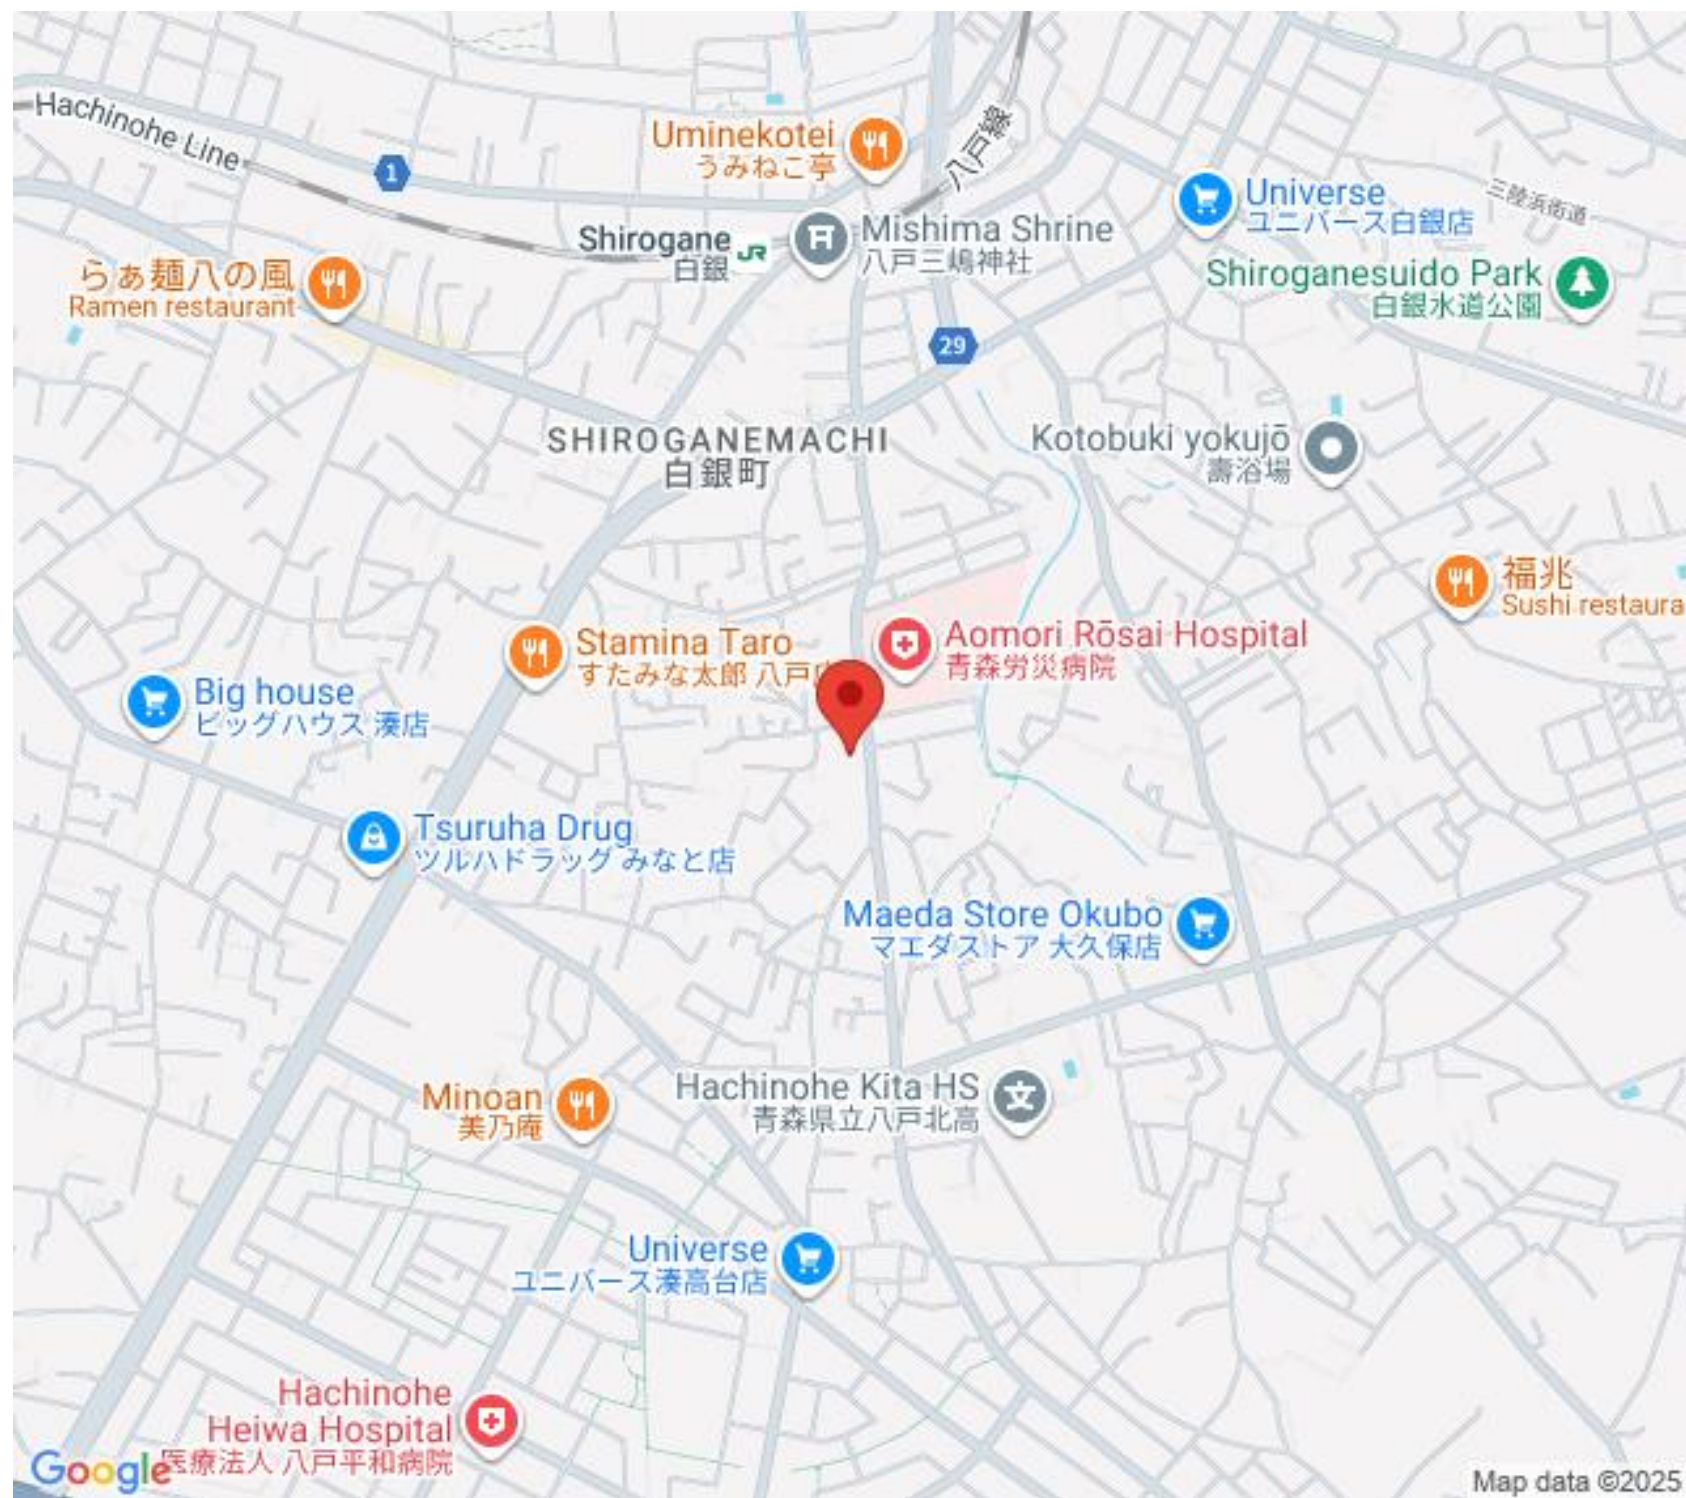 Hachinohe Line
1
Uminekotei
うみねこ亭
八戸線
Universe
ユニバース白銀店
三陸浜街道
Shirogane
白銀
JR
Mishima Shrine
八戸三嶋神社
らぁ麺八の風
Ramen restaurant
Shiroganesuido Park
白銀水道公園
29
SHIROGANEMACHI
白銀町
Kotobuki yokujō
壽浴場
福兆
Sushi restaura
Stamina Taro
すたみな太郎 八戸
Aomori Rōsai Hospital
青森労災病院
Big house
ビッグハウス 湊店
Tsuruha Drug
ツルハドラッグ みなと店
Maeda Store Okubo
マエダストア 大久保店
Minoan
美乃庵
Hachinohe Kita HS
青森県立八戸北高
文
Universe
ユニバース湊高台店
Hachinohe
Heiwa Hospital
医療法人 八戸平和病院
Google
Map data ©2025